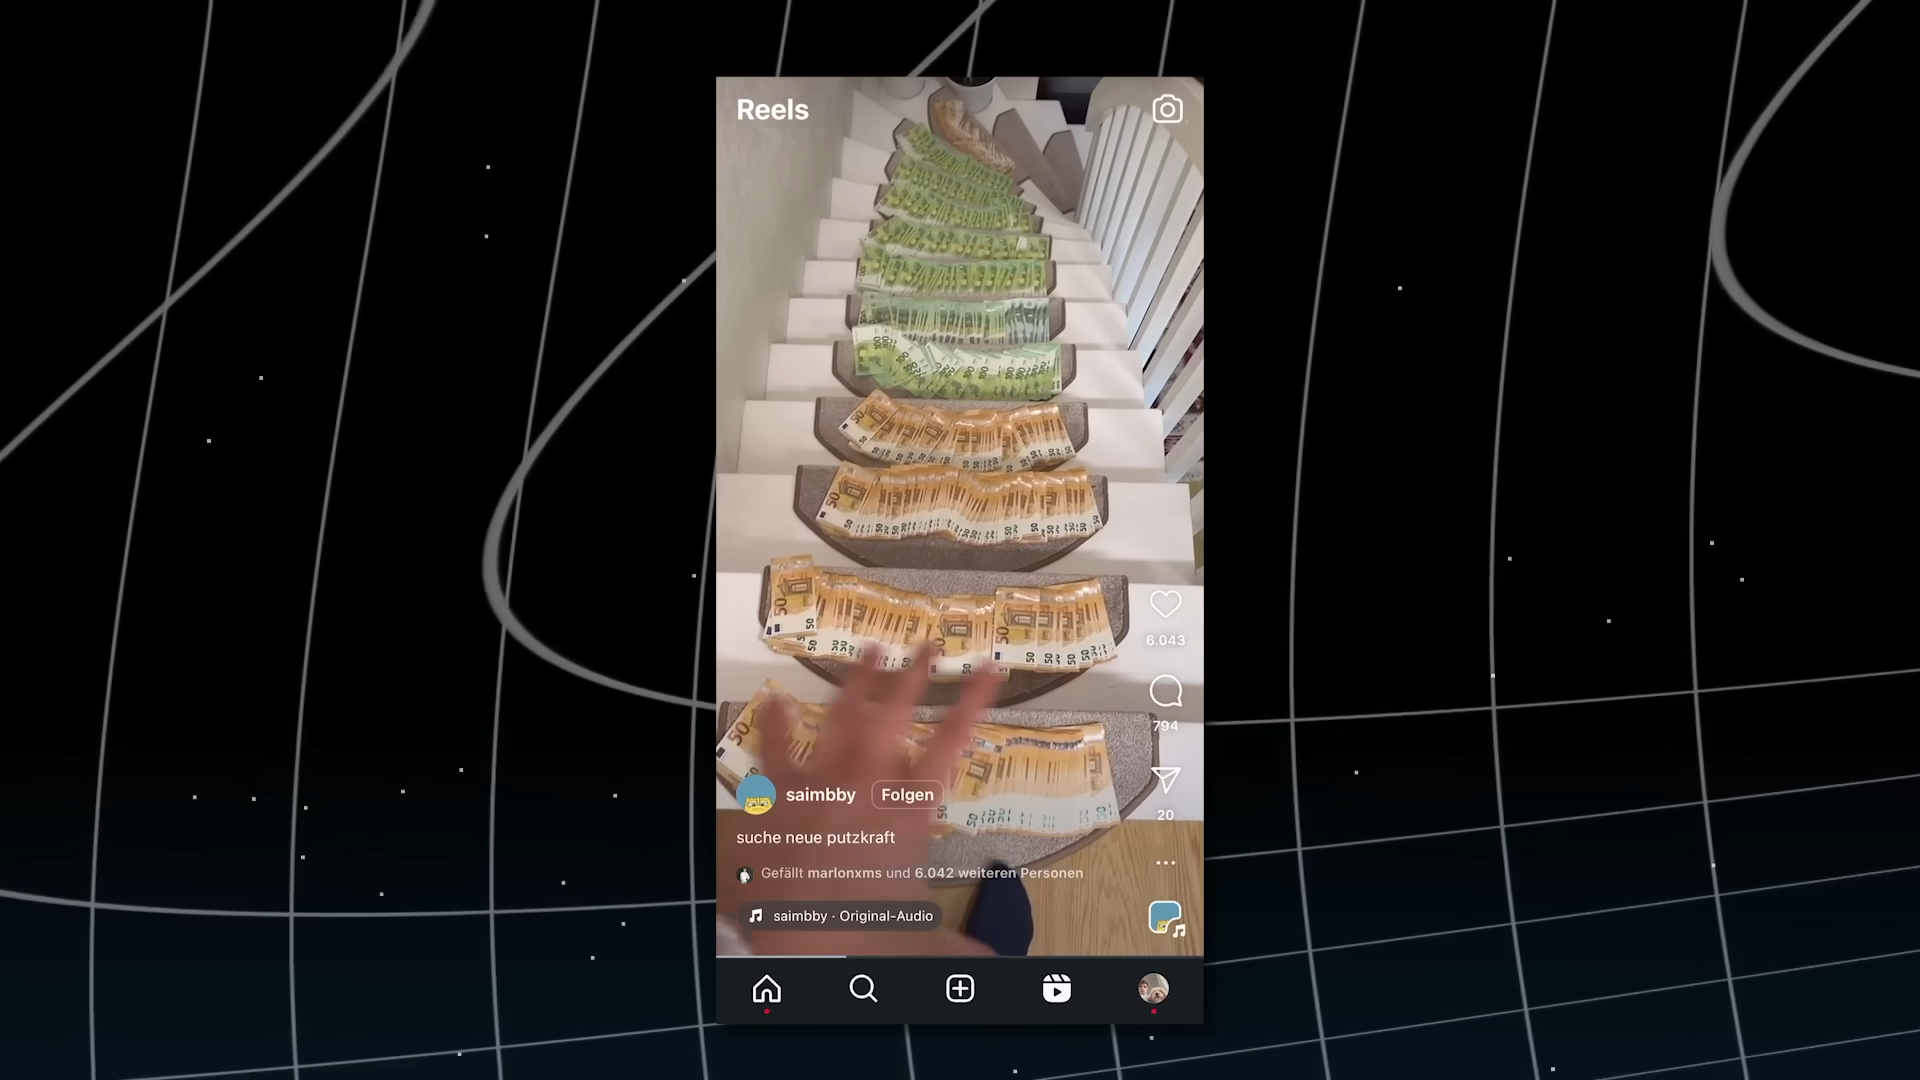 Reels
6.043
794
saimbby
Folgen
20
suche neue putzkraft
Gefällt marlonxms und 6.042 weiteren Personen
saimbby · Original-Audio